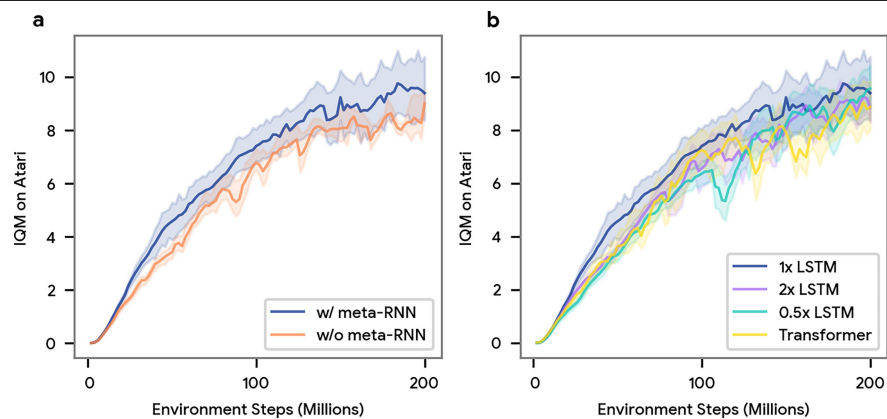 a
IQM on Atari
10
8
6
4
2
0
w/ meta-RNN
w/o meta-RNN
0
100
200
Environment Steps (Millions)
b
IQM on Atari
10
8
6
4
2
0
1x LSTM
2x LSTM
0.5x LSTM
Transformer
0
100
200
Environment Steps (Millions)